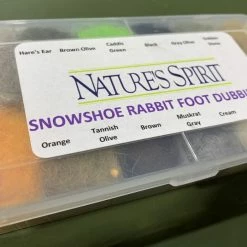 Hare's Ear Brown Olive Caddis Green Black Gray Olive
NATURE'S SPIRIT
SNOWSHOE RABBIT FOOT DUBBI
Orange Tannish Olive Brown Muskrat Gray Cream